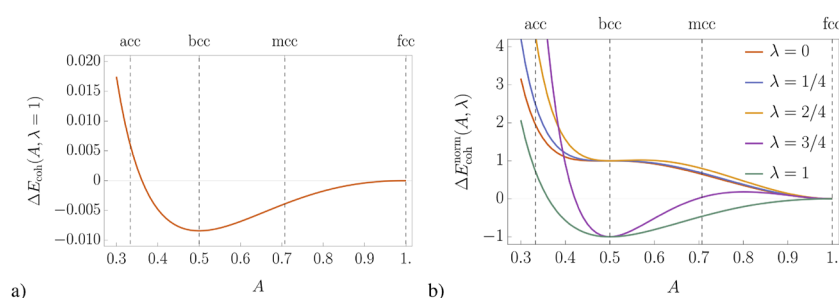 acc bcc mcc fcc
0.020
0.015
0.010
0.005
0
−0.005
−0.010
ΔE_coh(A, λ = 1)
0.3 0.4 0.5 0.6 0.7 0.8 0.9 1.
A
a)
acc bcc mcc fcc
4
3
2
1
0
−1
ΔE_coh^norm(A, λ)
λ = 0
λ = 1/4
λ = 2/4
λ = 3/4
λ = 1
0.3 0.4 0.5 0.6 0.7 0.8 0.9 1.
A
b)